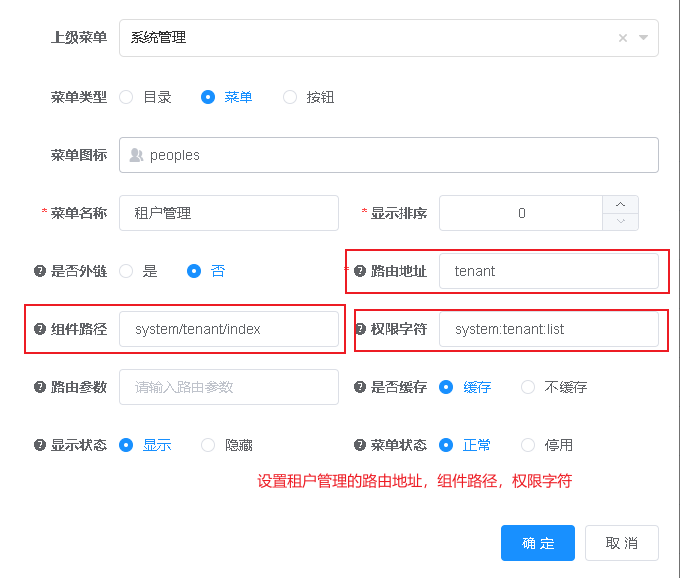 上级菜单 系统管理
菜单类型 目录 菜单 按钮
菜单图标 peoples
* 菜单名称 租户管理 * 显示排序 0
? 是否外链 是 否 * ? 路由地址 tenant
? 组件路径 system/tenant/index ? 权限字符 system:tenant:list
? 路由参数 请输入路由参数 ? 是否缓存 缓存 不缓存
? 显示状态 显示 隐藏 ? 菜单状态 正常 停用
设置租户管理的路由地址，组件路径，权限字符
确 定 取 消